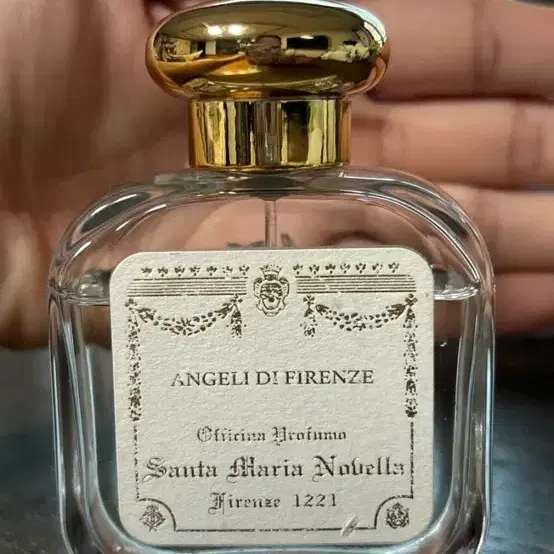 ANGELI DI FIRENZE
Officina Profumo
Santa Maria Novella
Firenze 1221